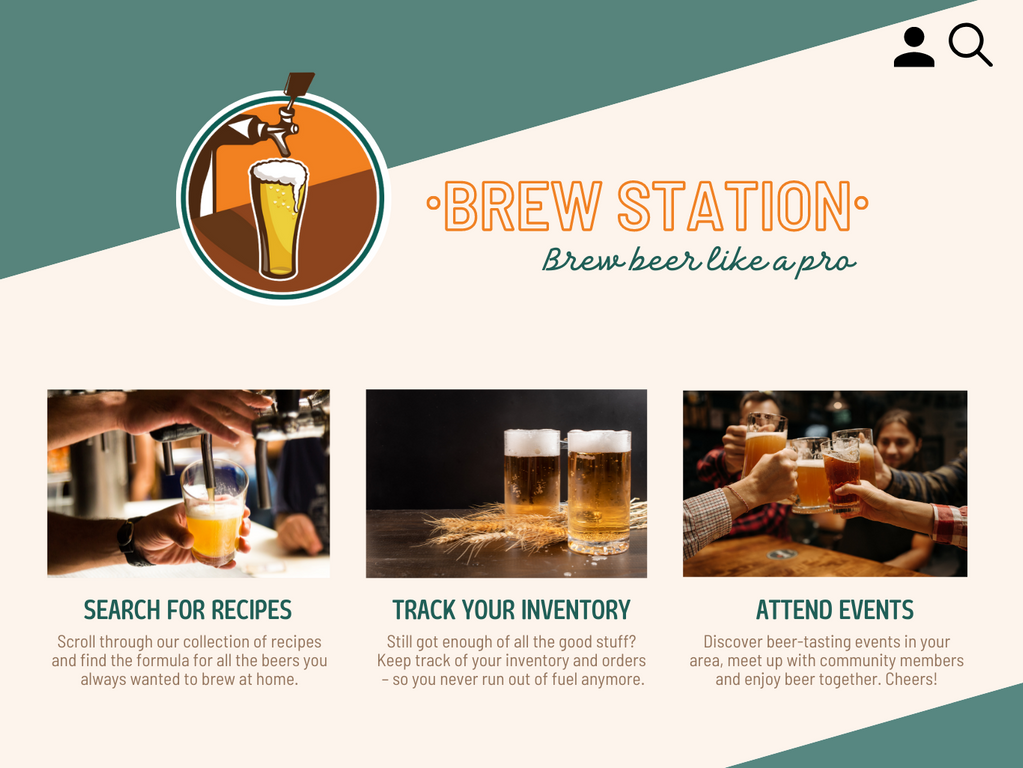 •BREW STATION•
Brew beer like a pro
SEARCH FOR RECIPES
Scroll through our collection of recipes
and find the formula for all the beers you
always wanted to brew at home.
TRACK YOUR INVENTORY
Still got enough of all the good stuff?
Keep track of your inventory and orders
– so you never run out of fuel anymore.
ATTEND EVENTS
Discover beer-tasting events in your
area, meet up with community members
and enjoy beer together. Cheers!